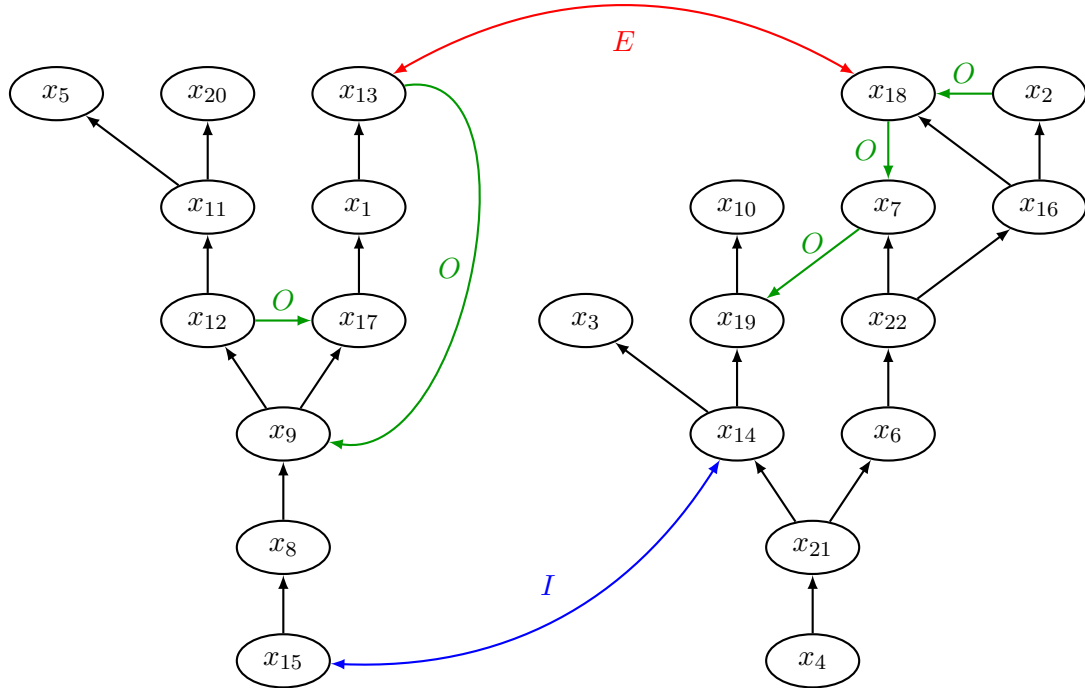 E
x₅ x₂₀ x₁₃ x₁₈ O x₂
O
x₁₁ x₁ x₁₀ x₇ x₁₆
O O
x₁₂ O x₁₇ x₃ x₁₉ x₂₂
x₉ x₁₄ x₆
x₈ x₂₁
I
x₁₅ x₄